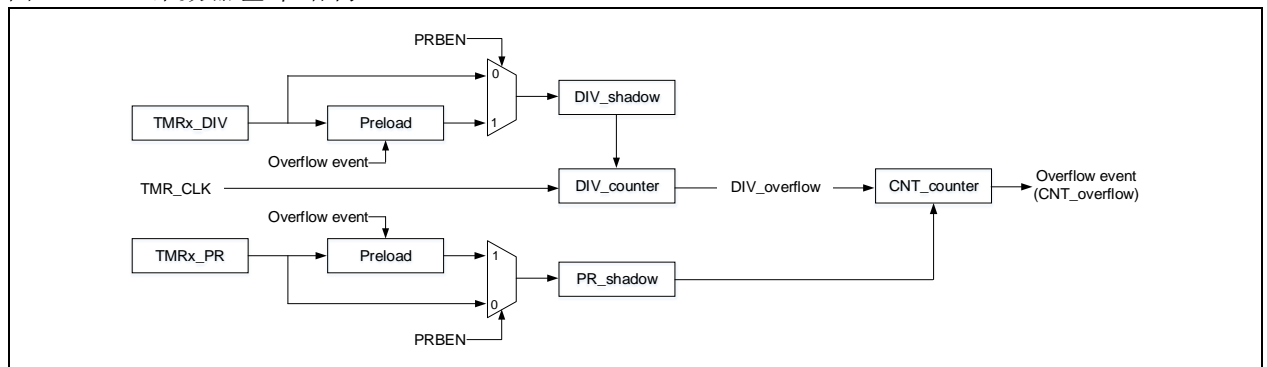 PRBEN
0
DIV_shadow
TMRx_DIV
Preload
1
Overflow event
TMR_CLK
DIV_counter
DIV_overflow
CNT_counter
Overflow event
(CNT_overflow)
Overflow event
TMRx_PR
Preload
1
PR_shadow
0
PRBEN